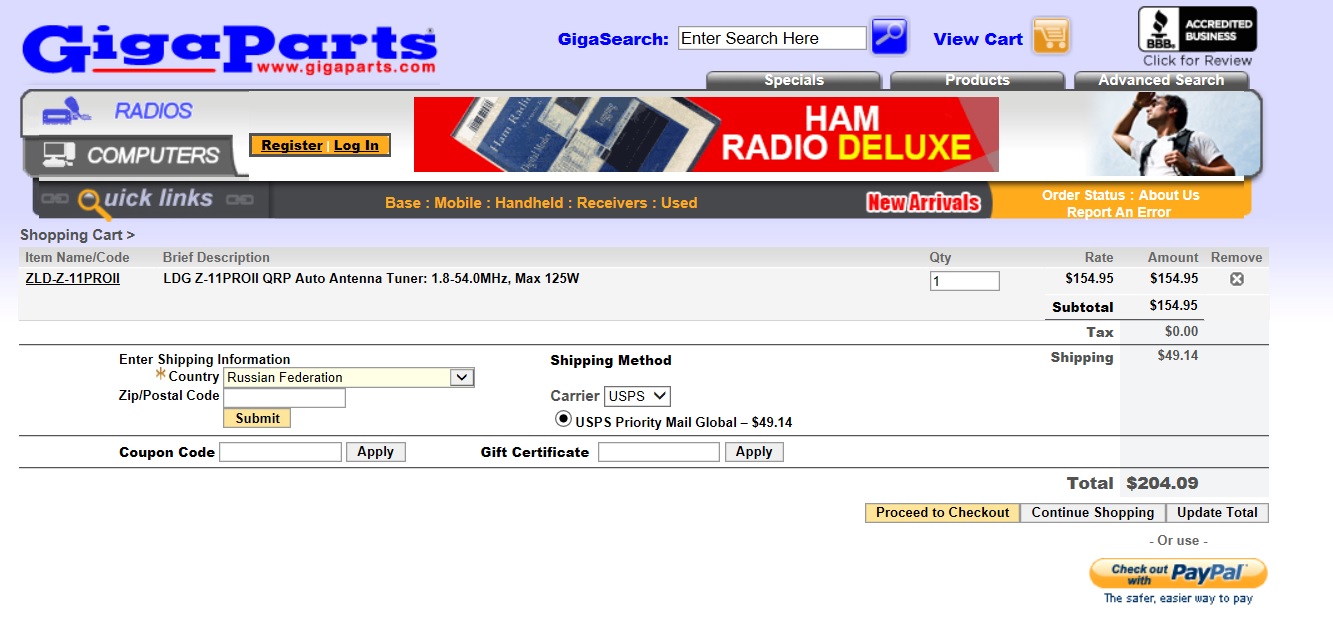 GigaParts
www.gigaparts.com
GigaSearch: Enter Search Here View Cart
BBB. ACCREDITED BUSINESS
Click for Review
Specials Products Advanced Search
RADIOS
COMPUTERS
Register | Log In
Ham Radio
HAM
RADIO DELUXE
Quick links
Base : Mobile : Handheld : Receivers : Used
New Arrivals
Order Status : About Us
Report An Error
Shopping Cart >
Item Name/Code Brief Description Qty Rate Amount Remove
ZLD-Z-11PROII LDG Z-11PROII QRP Auto Antenna Tuner: 1.8-54.0MHz, Max 125W 1 $154.95 $154.95
Subtotal $154.95
Tax $0.00
Enter Shipping Information Shipping Method Shipping $49.14
Country Russian Federation
Zip/Postal Code Carrier USPS
Submit USPS Priority Mail Global – $49.14
Coupon Code Apply Gift Certificate Apply
Total $204.09
Proceed to Checkout Continue Shopping Update Total
- Or use -
Check out with PayPal
The safer, easier way to pay